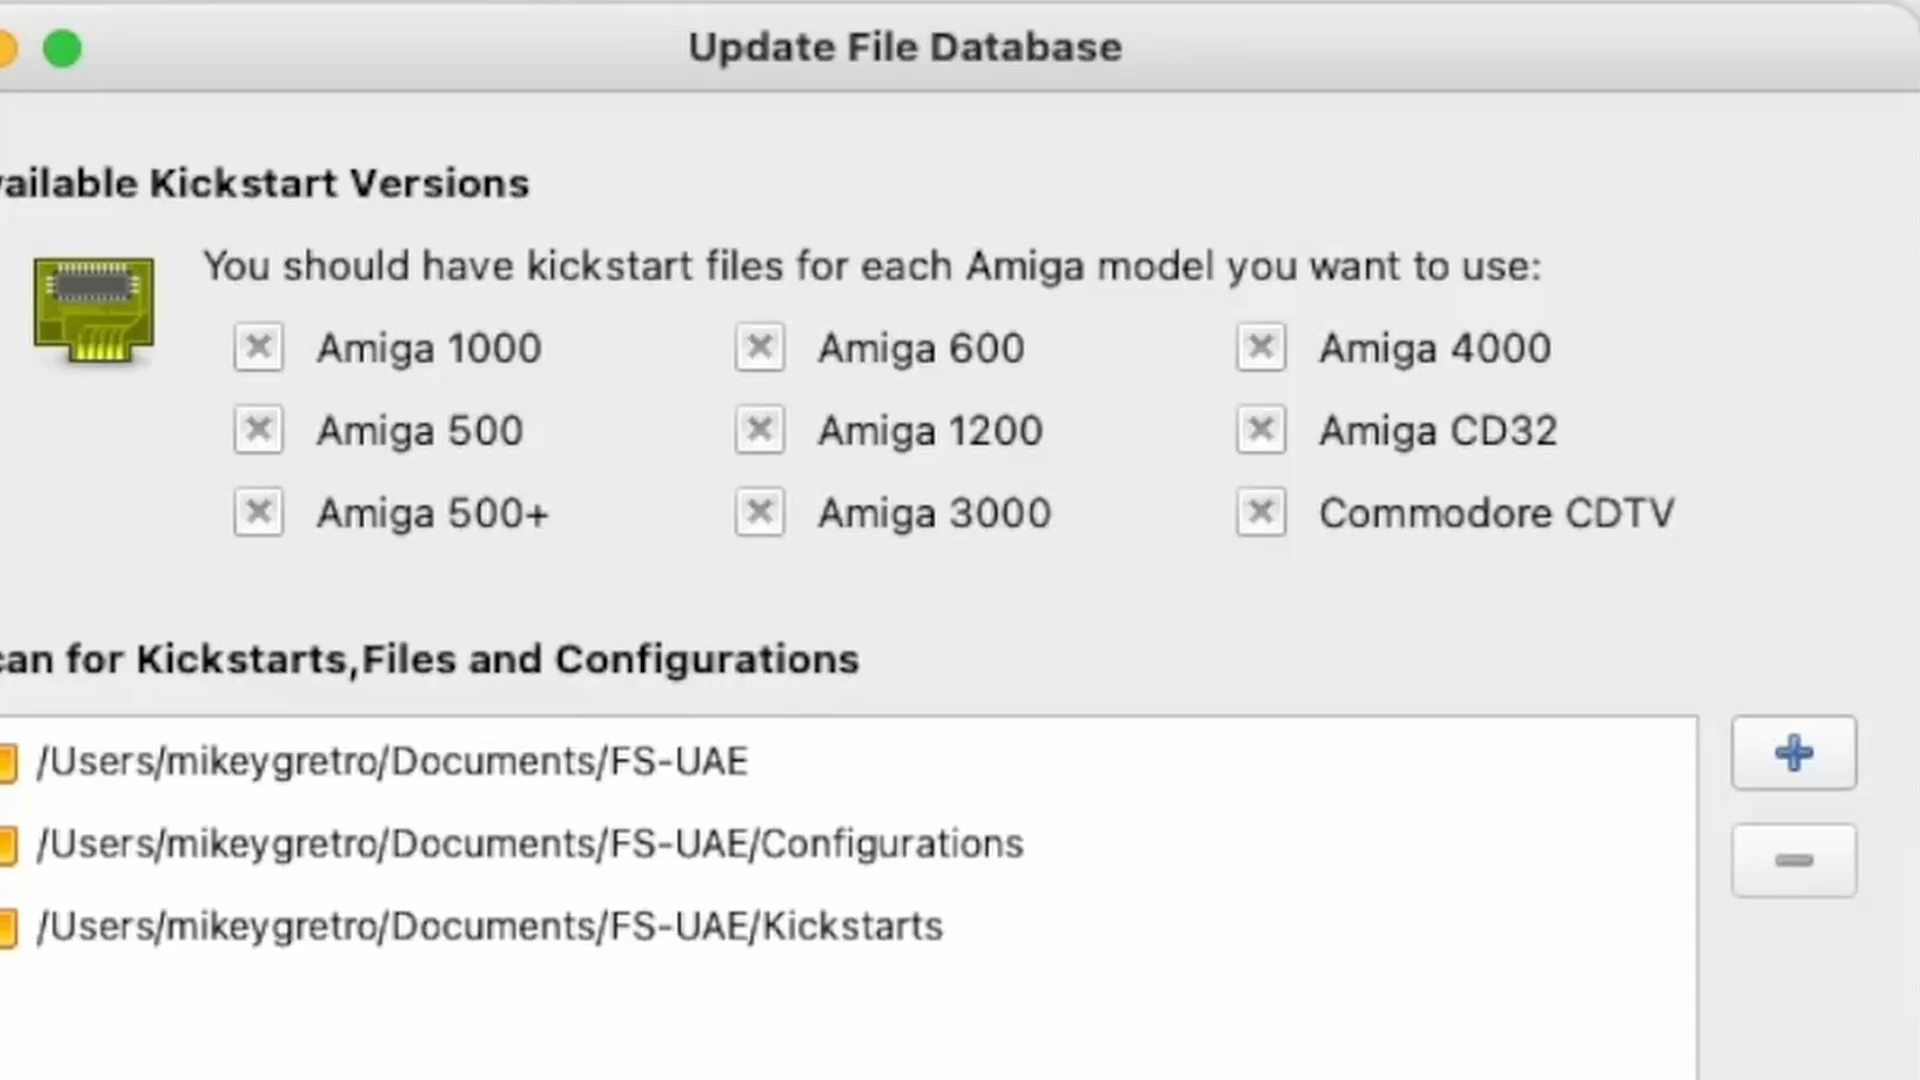 Update File Database
vailable Kickstart Versions
You should have kickstart files for each Amiga model you want to use:
Amiga 1000 Amiga 600 Amiga 4000
Amiga 500 Amiga 1200 Amiga CD32
Amiga 500+ Amiga 3000 Commodore CDTV
can for Kickstarts,Files and Configurations
/Users/mikeygretro/Documents/FS-UAE
/Users/mikeygretro/Documents/FS-UAE/Configurations
/Users/mikeygretro/Documents/FS-UAE/Kickstarts